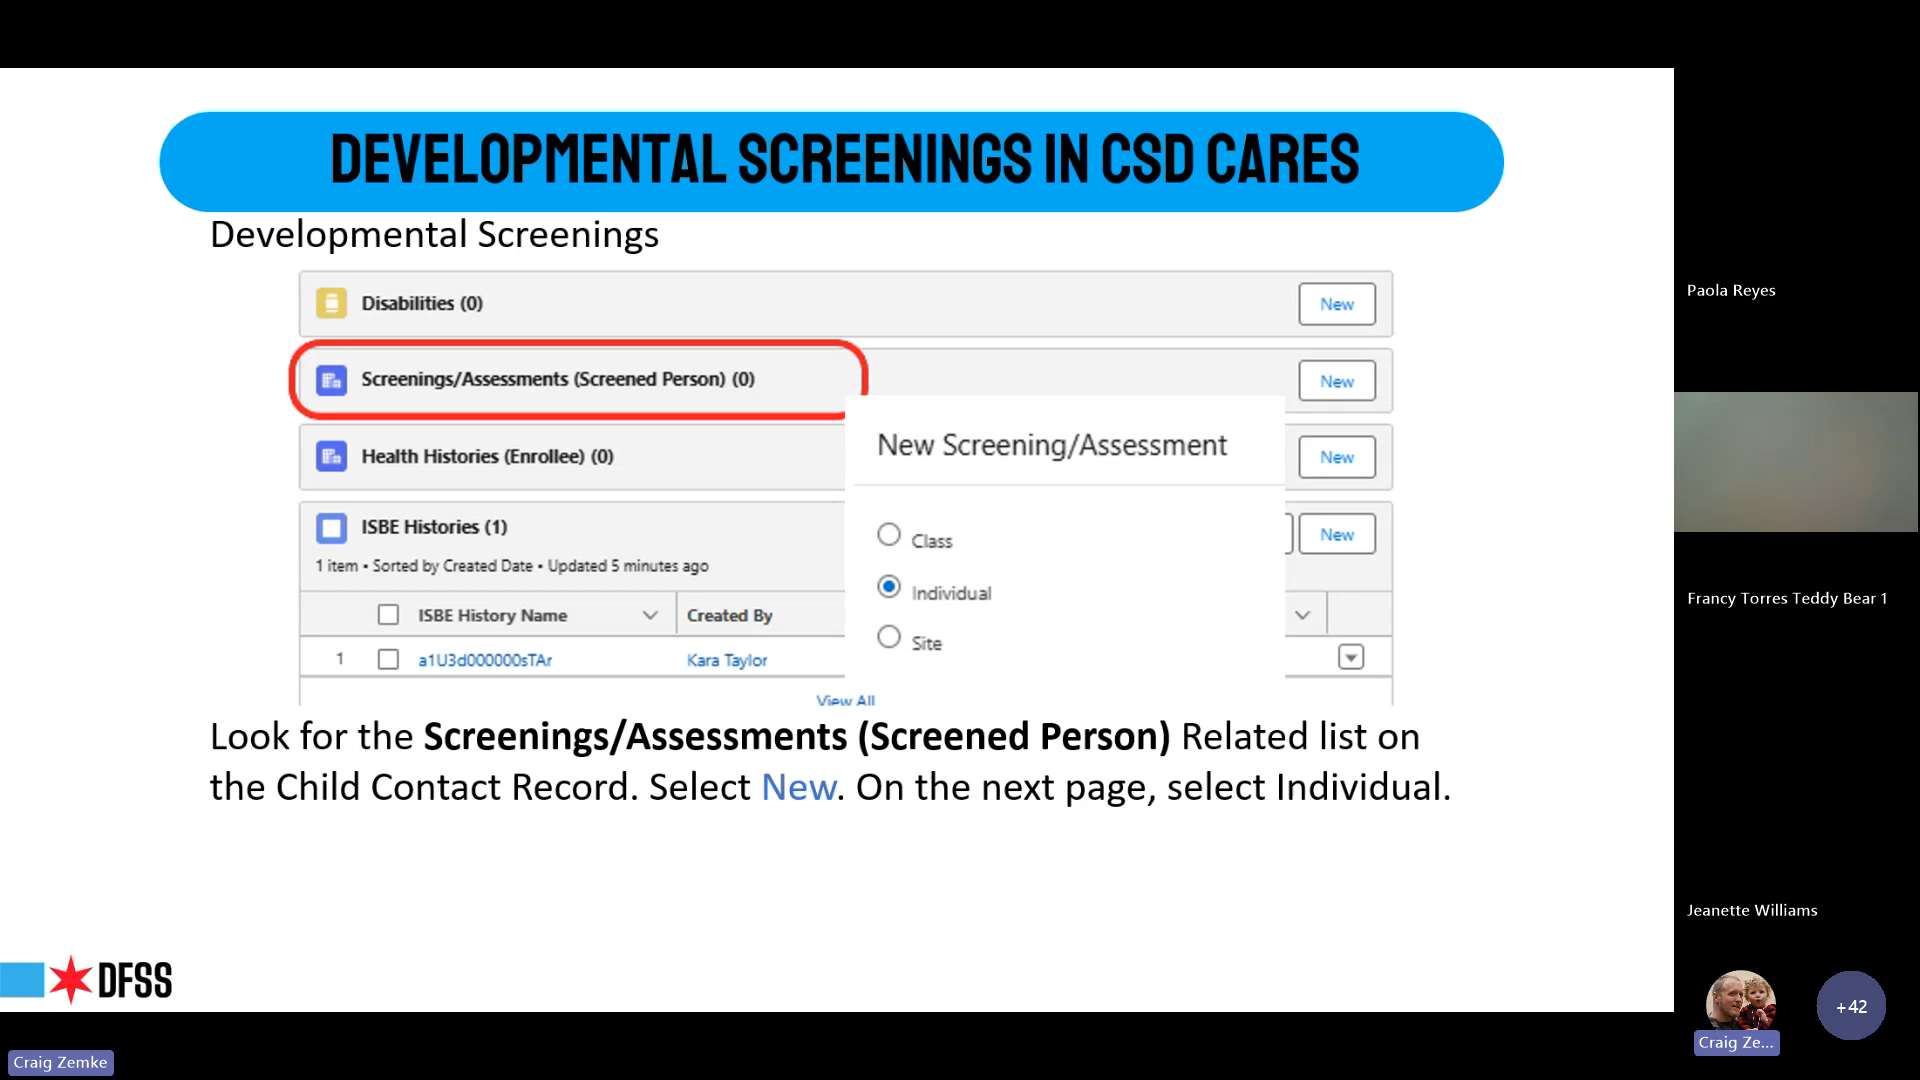 DEVELOPMENTAL SCREENINGS IN CSD CARES
Developmental Screenings
Disabilities (0)
New
Screenings/Assessments (Screened Person) (0)
New
Health Histories (Enrollee) (0)
New
ISBE Histories (1)
New
1 item • Sorted by Created Date • Updated 5 minutes ago
ISBE History Name
Created By
1
a1U3d000000sTAr
Kara Taylor
View All
New Screening/Assessment
Class
Individual
Site
Look for the Screenings/Assessments (Screened Person) Related list on
the Child Contact Record. Select New. On the next page, select Individual.
DFSS
Craig Zemke
Paola Reyes
Francy Torres Teddy Bear 1
Jeanette Williams
Craig Ze...
+42